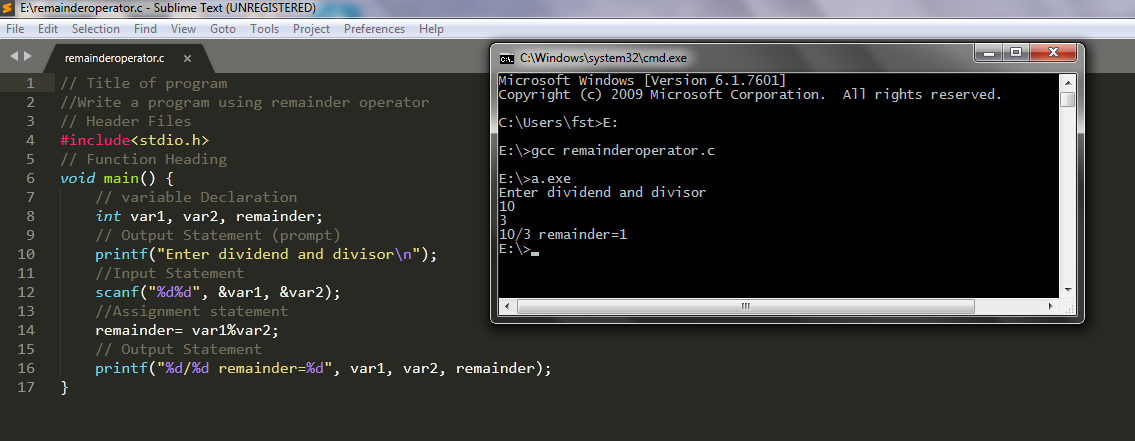 E:\remainderoperator.c - Sublime Text (UNREGISTERED)
File Edit Selection Find View Goto Tools Project Preferences Help
remainderoperator.c ×
1 // Title of program
2 //Write a program using remainder operator
3 // Header Files
4 #include<stdio.h>
5 // Function Heading
6 void main() {
7 // variable Declaration
8 int var1, var2, remainder;
9 // Output Statement (prompt)
10 printf("Enter dividend and divisor\n");
11 //Input Statement
12 scanf("%d%d", &var1, &var2);
13 //Assignment statement
14 remainder= var1%var2;
15 // Output Statement
16 printf("%d/%d remainder=%d", var1, var2, remainder);
17 }
C:\Windows\system32\cmd.exe
Microsoft Windows [Version 6.1.7601]
Copyright (c) 2009 Microsoft Corporation.  All rights reserved.
C:\Users\fst>E:
E:\>gcc remainderoperator.c
E:\>a.exe
Enter dividend and divisor
10
3
10/3 remainder=1
E:\>